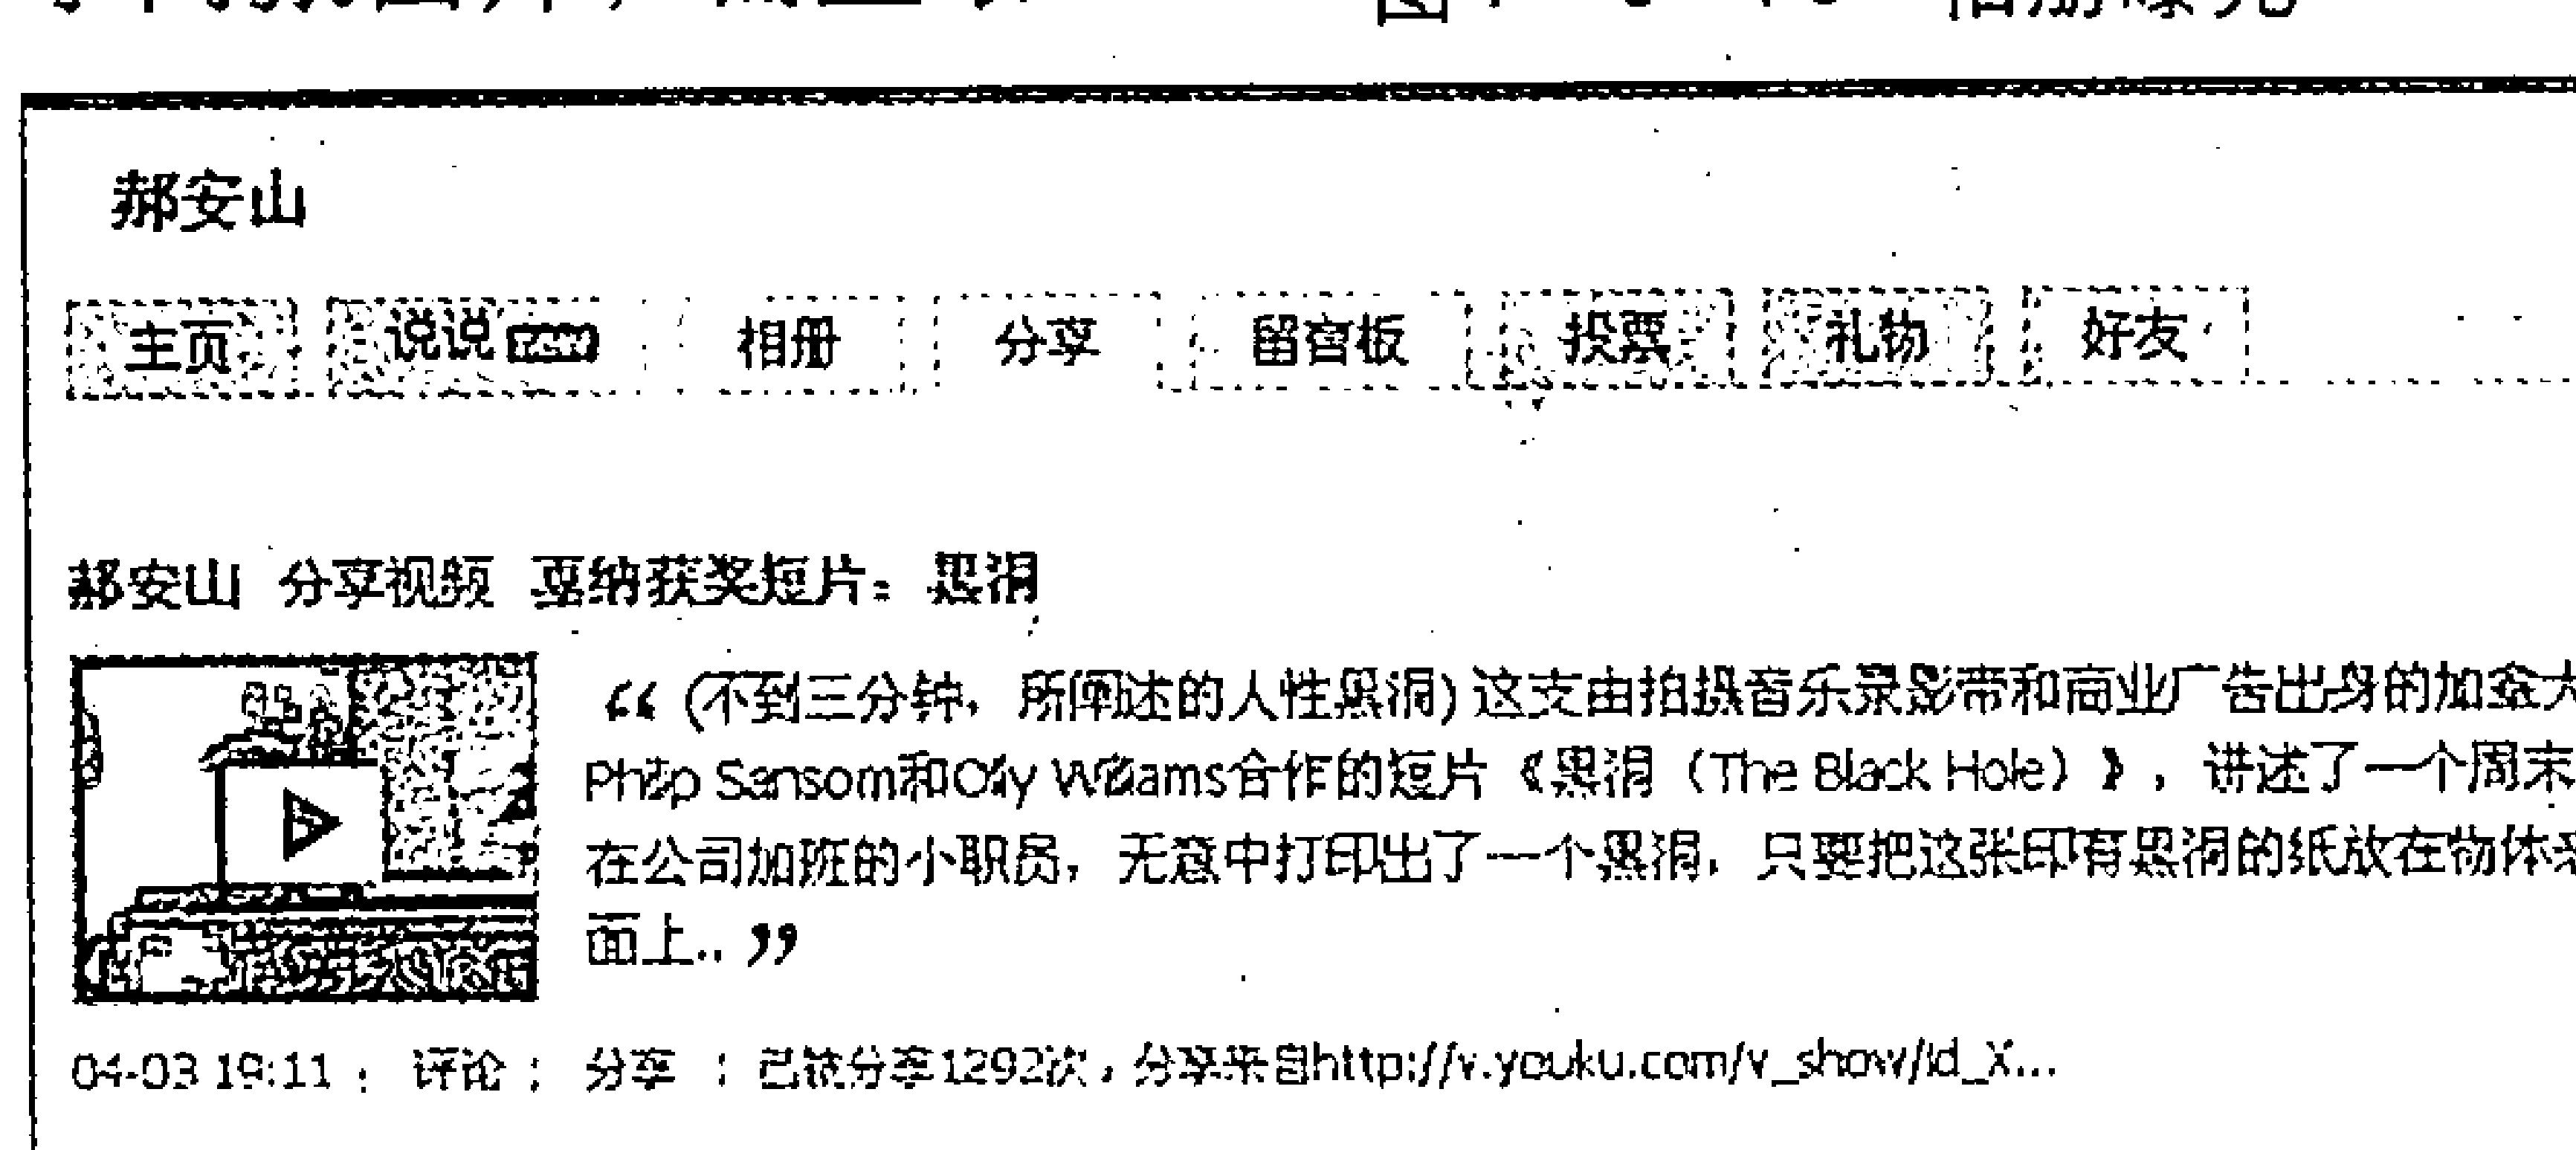 郝安山
主页 说说 new 相册 分享 留言板 投票 礼物 好友
郝安山 分享视频 戛纳获奖短片：黑洞
“(不到三分钟，所阐述的人性黑洞) 这支由拍摄音乐录影带和商业广告出身的加拿大
Philip Sansom和Olly Williams合作的短片《黑洞（The Black Hole）》，讲述了一个周末
在公司加班的小职员，无意中打印出了一个黑洞，只要把这张印有黑洞的纸放在物体表
面上..”
04-03 19:11 ： 评论 ： 分享 ： 已被分享1292次，分享来自http://v.youku.com/v_show/id_X...